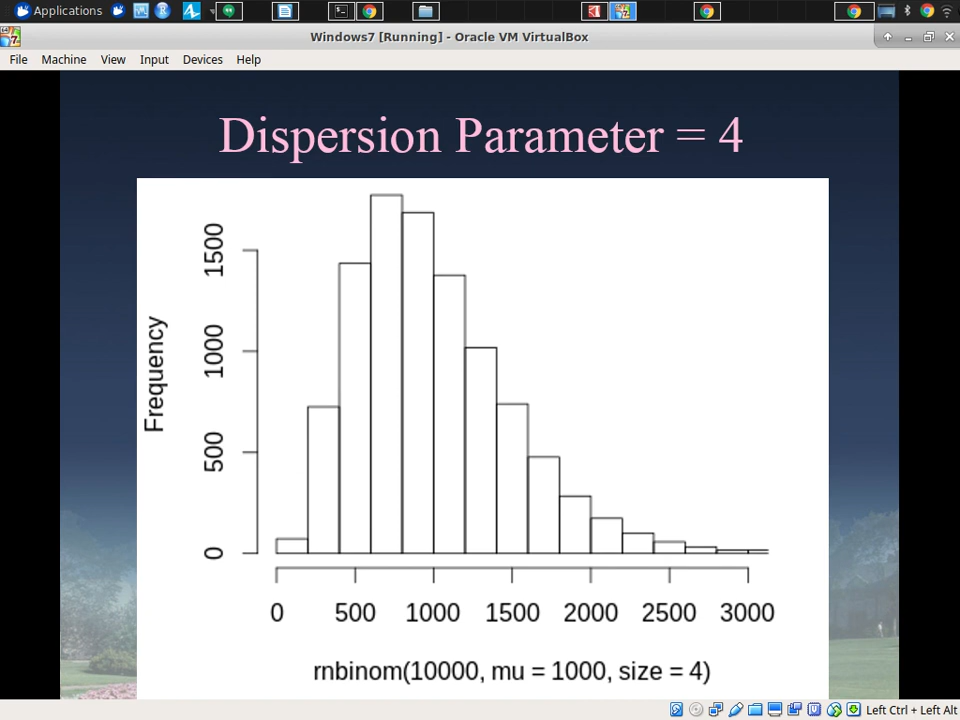 Applications
Windows7 [Running] - Oracle VM VirtualBox
File Machine View Input Devices Help
Dispersion Parameter = 4
Frequency
1500
1000
500
0
0 500 1000 1500 2000 2500 3000
rnbinom(10000, mu = 1000, size = 4)
Left Ctrl + Left Alt